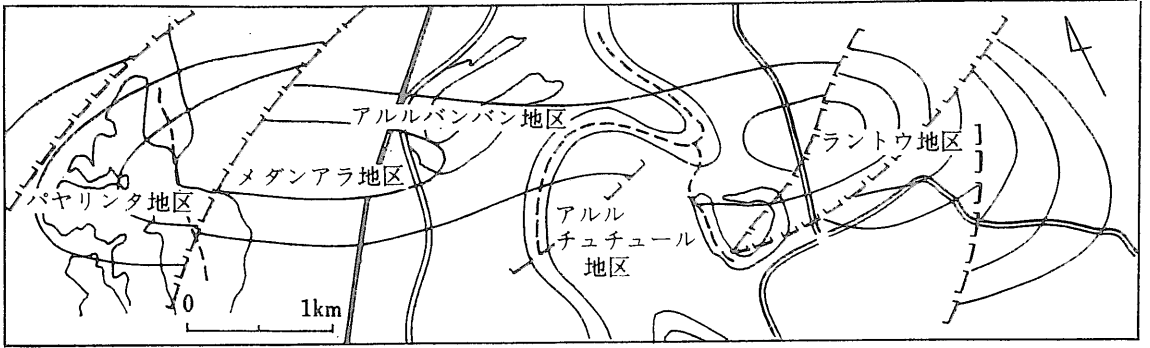 アルルバンバン地区
ラントウ地区
メダンアラ地区
パヤリンタ地区
アルル
チュチュール
地区
0 1km